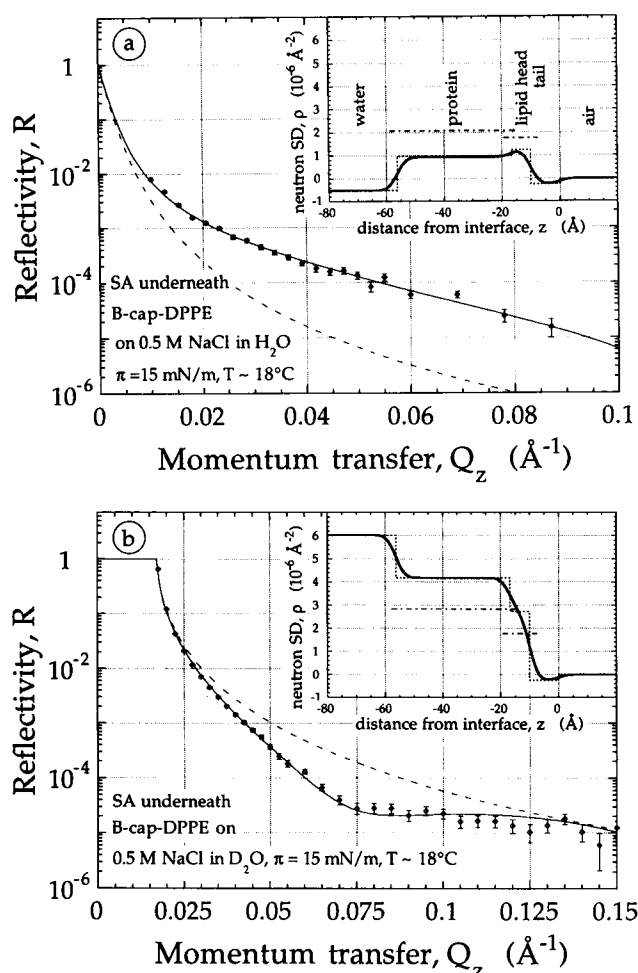 a
Reflectivity, R
1
10⁻²
10⁻⁴
10⁻⁶
SA underneath
B-cap-DPPE
on 0.5 M NaCl in H₂O
π =15 mN/m, T ~ 18°C
0
0.02
0.04
0.06
0.08
0.1
Momentum transfer, Q_z (Å⁻¹)
neutron SD, ρ (10⁻⁶ Å⁻²)
6
5
4
3
2
1
0
-1
water
protein
lipid head
tail
air
-80
-60
-40
-20
0
distance from interface, z (Å)
b
Reflectivity, R
1
10⁻²
10⁻⁴
10⁻⁶
SA underneath
B-cap-DPPE on
0.5 M NaCl in D₂O, π = 15 mN/m, T ~ 18°C
0
0.025
0.05
0.075
0.1
0.125
0.15
Momentum transfer, Q_z (Å⁻¹)
neutron SD, ρ (10⁻⁶ Å⁻²)
6
5
4
3
2
1
0
-1
-80
-60
-40
-20
0
distance from interface, z (Å)